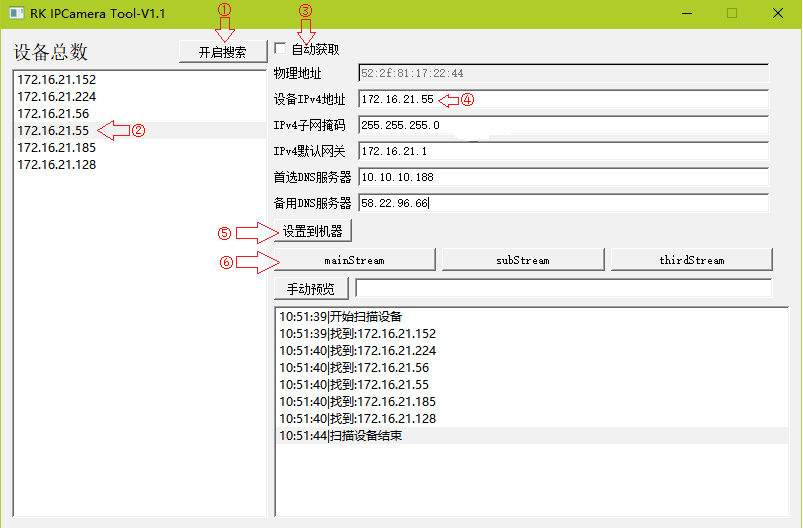 RK IPCamera Tool-V1.1
①
③
设备总数
开启搜索
自动获取
172.16.21.152
172.16.21.224
172.16.21.56
172.16.21.55
②
172.16.21.185
172.16.21.128
物理地址
52:2f:81:17:22:44
设备IPv4地址
172.16.21.55
④
IPv4子网掩码
255.255.255.0
IPv4默认网关
172.16.21.1
首选DNS服务器
10.10.10.188
备用DNS服务器
58.22.96.66
⑤
设置到机器
⑥
mainStream
subStream
thirdStream
手动预览
10:51:39|开始扫描设备
10:51:39|找到:172.16.21.152
10:51:40|找到:172.16.21.224
10:51:40|找到:172.16.21.56
10:51:40|找到:172.16.21.55
10:51:40|找到:172.16.21.185
10:51:40|找到:172.16.21.128
10:51:44|扫描设备结束